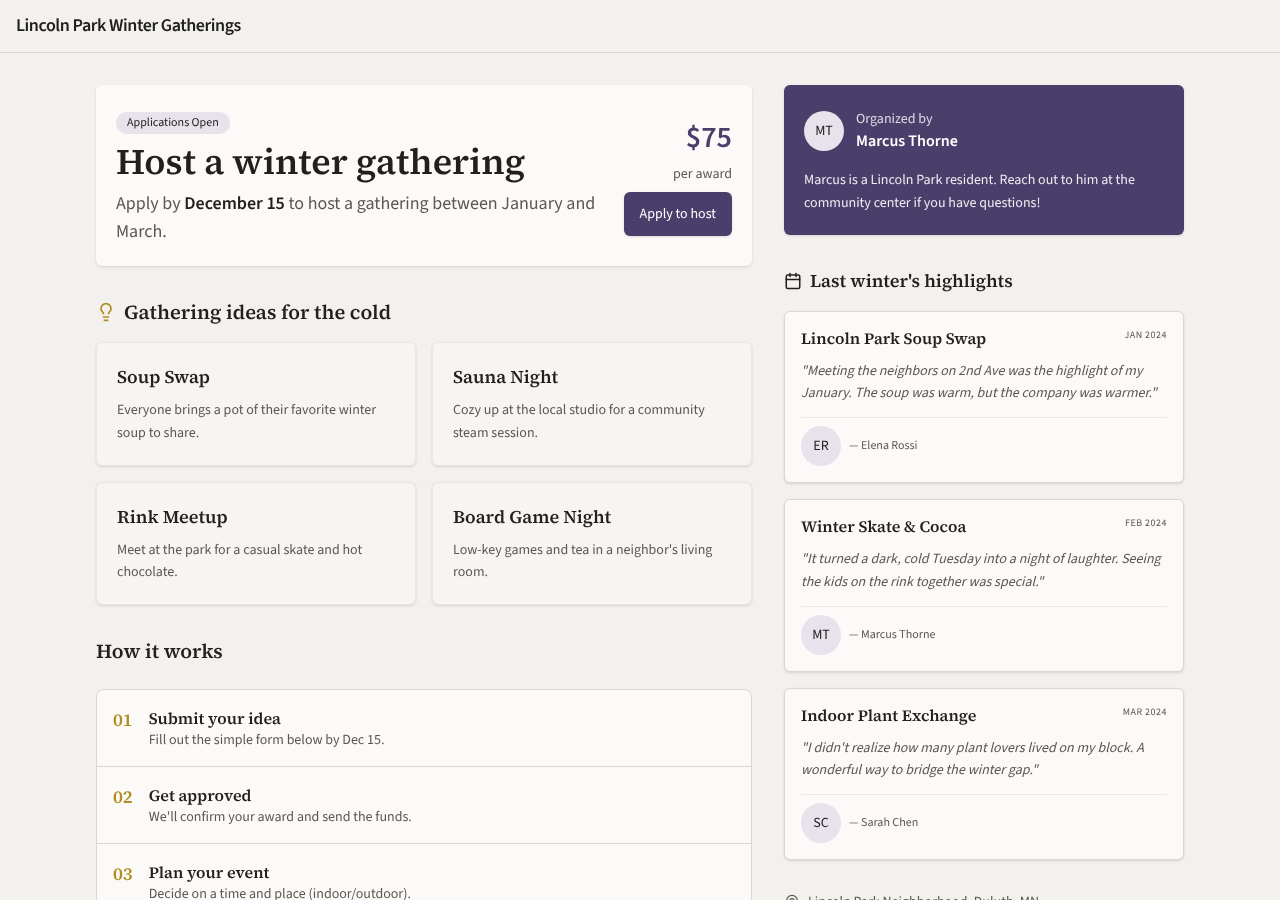 Lincoln Park Winter Gatherings
Applications Open
Host a winter gathering
Apply by December 15 to host a gathering between January and
March.
$75
per award
Apply to host
Gathering ideas for the cold
Soup Swap
Everyone brings a pot of their favorite winter
soup to share.
Sauna Night
Cozy up at the local studio for a community
steam session.
Rink Meetup
Meet at the park for a casual skate and hot
chocolate.
Board Game Night
Low-key games and tea in a neighbor's living
room.
How it works
01
Submit your idea
Fill out the simple form below by Dec 15.
02
Get approved
We'll confirm your award and send the funds.
03
Plan your event
Decide on a time and place (indoor/outdoor).
MT
Organized by
Marcus Thorne
Marcus is a Lincoln Park resident. Reach out to him at the
community center if you have questions!
Last winter's highlights
Lincoln Park Soup Swap
JAN 2024
"Meeting the neighbors on 2nd Ave was the highlight of my
January. The soup was warm, but the company was warmer."
ER
— Elena Rossi
Winter Skate & Cocoa
FEB 2024
"It turned a dark, cold Tuesday into a night of laughter. Seeing
the kids on the rink together was special."
MT
— Marcus Thorne
Indoor Plant Exchange
MAR 2024
"I didn't realize how many plant lovers lived on my block. A
wonderful way to bridge the winter gap."
SC
— Sarah Chen
Lincoln Park Neighborhood, Duluth, MN